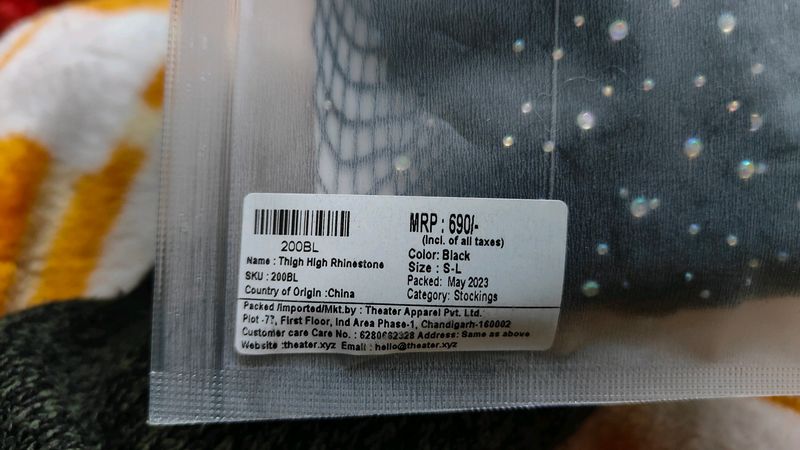 200BL
Name : Thigh High Rhinestone
SKU : 200BL
Country of Origin :China
MRP : 690/-
(Incl. of all taxes)
Color: Black
Size : S-L
Packed: May 2023
Category: Stockings
Packed /Imported/Mkt.by : Theater Apparel Pvt. Ltd.
Plot -77, First Floor, Ind Area Phase-1, Chandigarh-160002
Customer care Care No. : 6280682328 Address: Same as above
Website :theater.xyz Email : hello@theater.xyz